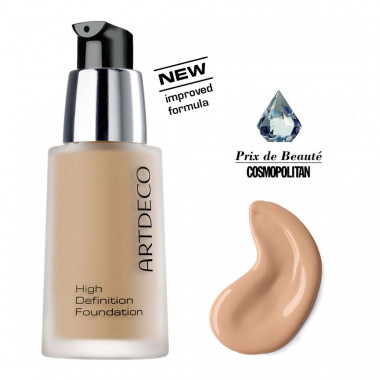 NEW
improved
formula
Prix de Beauté
COSMOPOLITAN
ARTDECO
High
Definition
Foundation